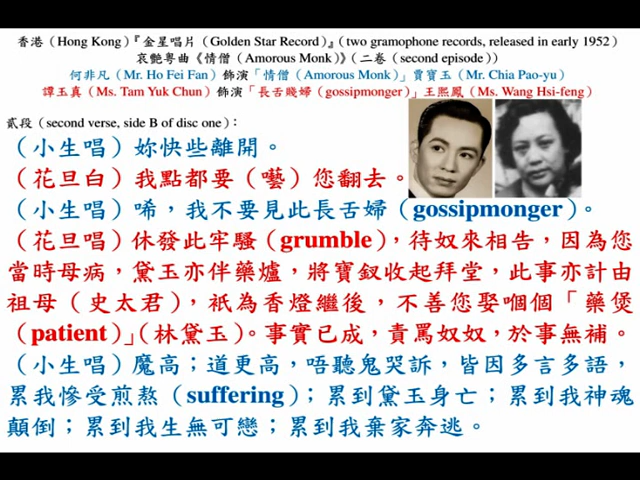 香港（Hong Kong）『金星唱片（Golden Star Record）』（two gramophone records, released in early 1952）
哀艷粵曲《情僧（Amorous Monk）》（二卷（second episode））
何非凡（Mr. Ho Fei Fan）飾演「情僧（Amorous Monk）」賈寶玉（Mr. Chia Pao-yu）
譚玉真（Ms. Tam Yuk Chun）飾演「長舌賤婦（gossipmonger）」王熙鳳（Ms. Wang Hsi-feng）
貳段（second verse, side B of disc one）：
（小生唱）妳快些離開。
（花旦白）我點都要（囈）您翻去。
（小生唱）唏，我不要見此長舌婦（gossipmonger）。
（花旦唱）休發此牢騷（grumble），待奴來相告，因為您
當時母病，黛玉亦伴藥爐，將寶釵收起拜堂，此事亦計由
祖母（史太君），祇為香燈繼後，不善您娶嗰個「藥煲
（patient）」（林黛玉）。事實已成，責罵奴奴，於事無補。
（小生唱）魔高；道更高，唔聽鬼哭訴，皆因多言多語，
累我慘受煎熬（suffering）；累到黛玉身亡；累到我神魂
顛倒；累到我生無可戀；累到我棄家奔逃。